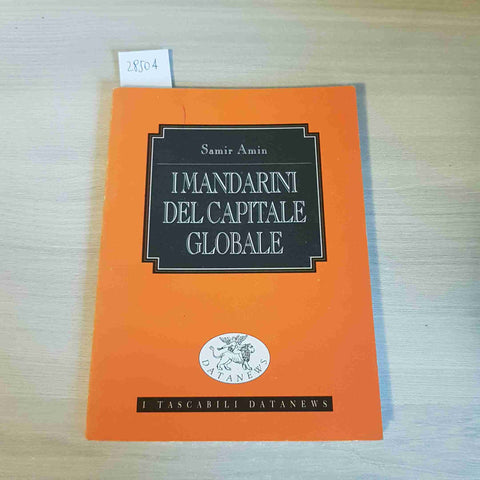 28504
Samir Amin
I MANDARINI
DEL CAPITALE
GLOBALE
DATANEWS
I TASCABILI DATANEWS